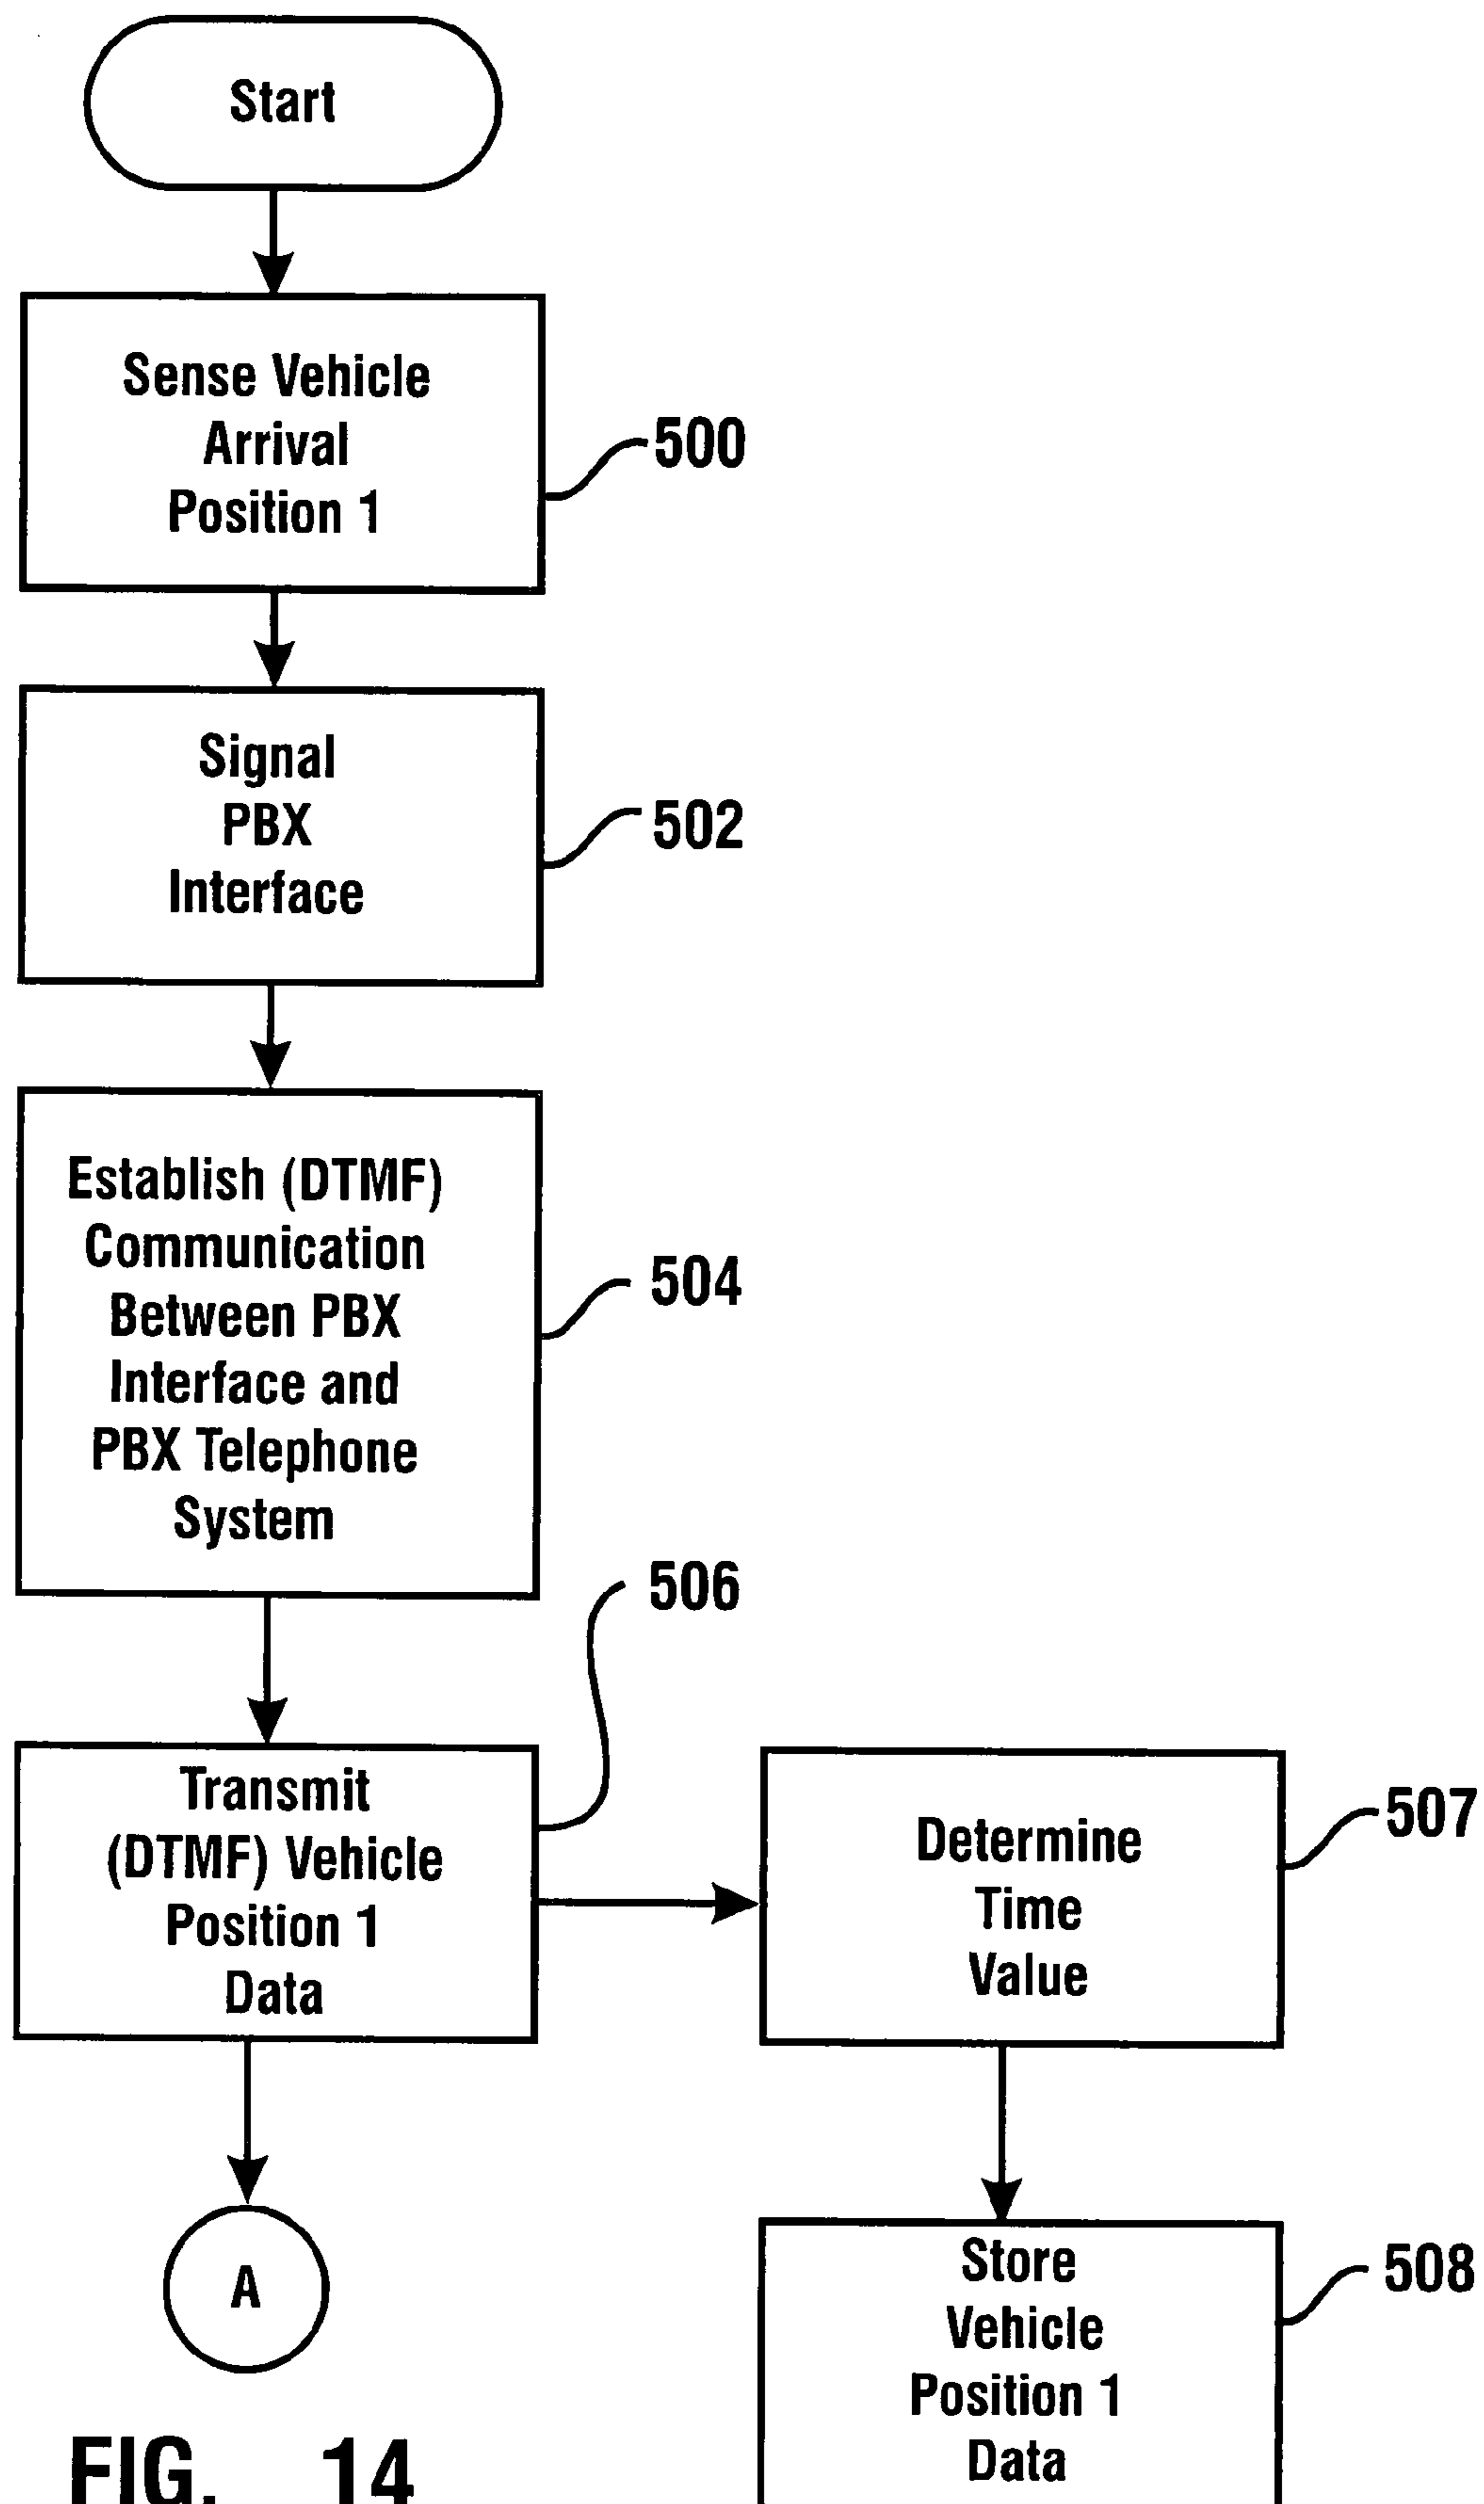 Start
Sense Vehicle
Arrival
Position 1
500
Signal
PBX
Interface
502
Establish (DTMF)
Communication
Between PBX
Interface and
PBX Telephone
System
504
506
Transmit
(DTMF) Vehicle
Position 1
Data
Determine
Time
Value
507
A
Store
Vehicle
Position 1
Data
508
FIG. 14